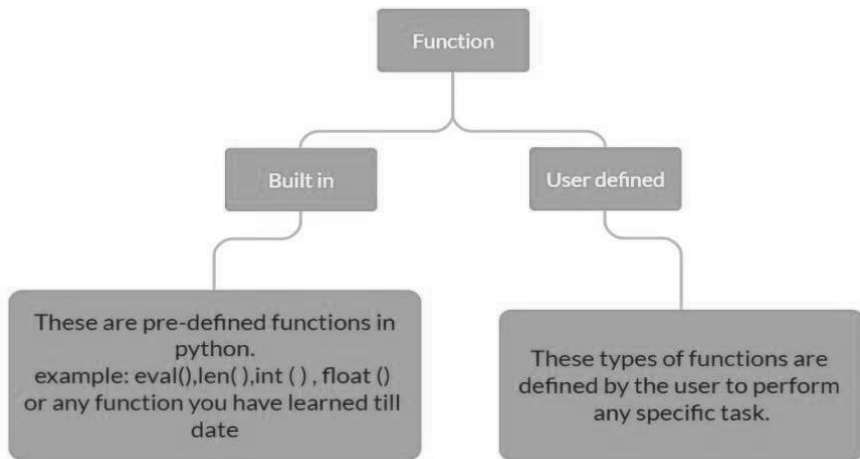 Function
Built in
User defined
These are pre-defined functions in
python.
example: eval(),len( ),int ( ) , float ()
or any function you have learned till
date
These types of functions are
defined by the user to perform
any specific task.